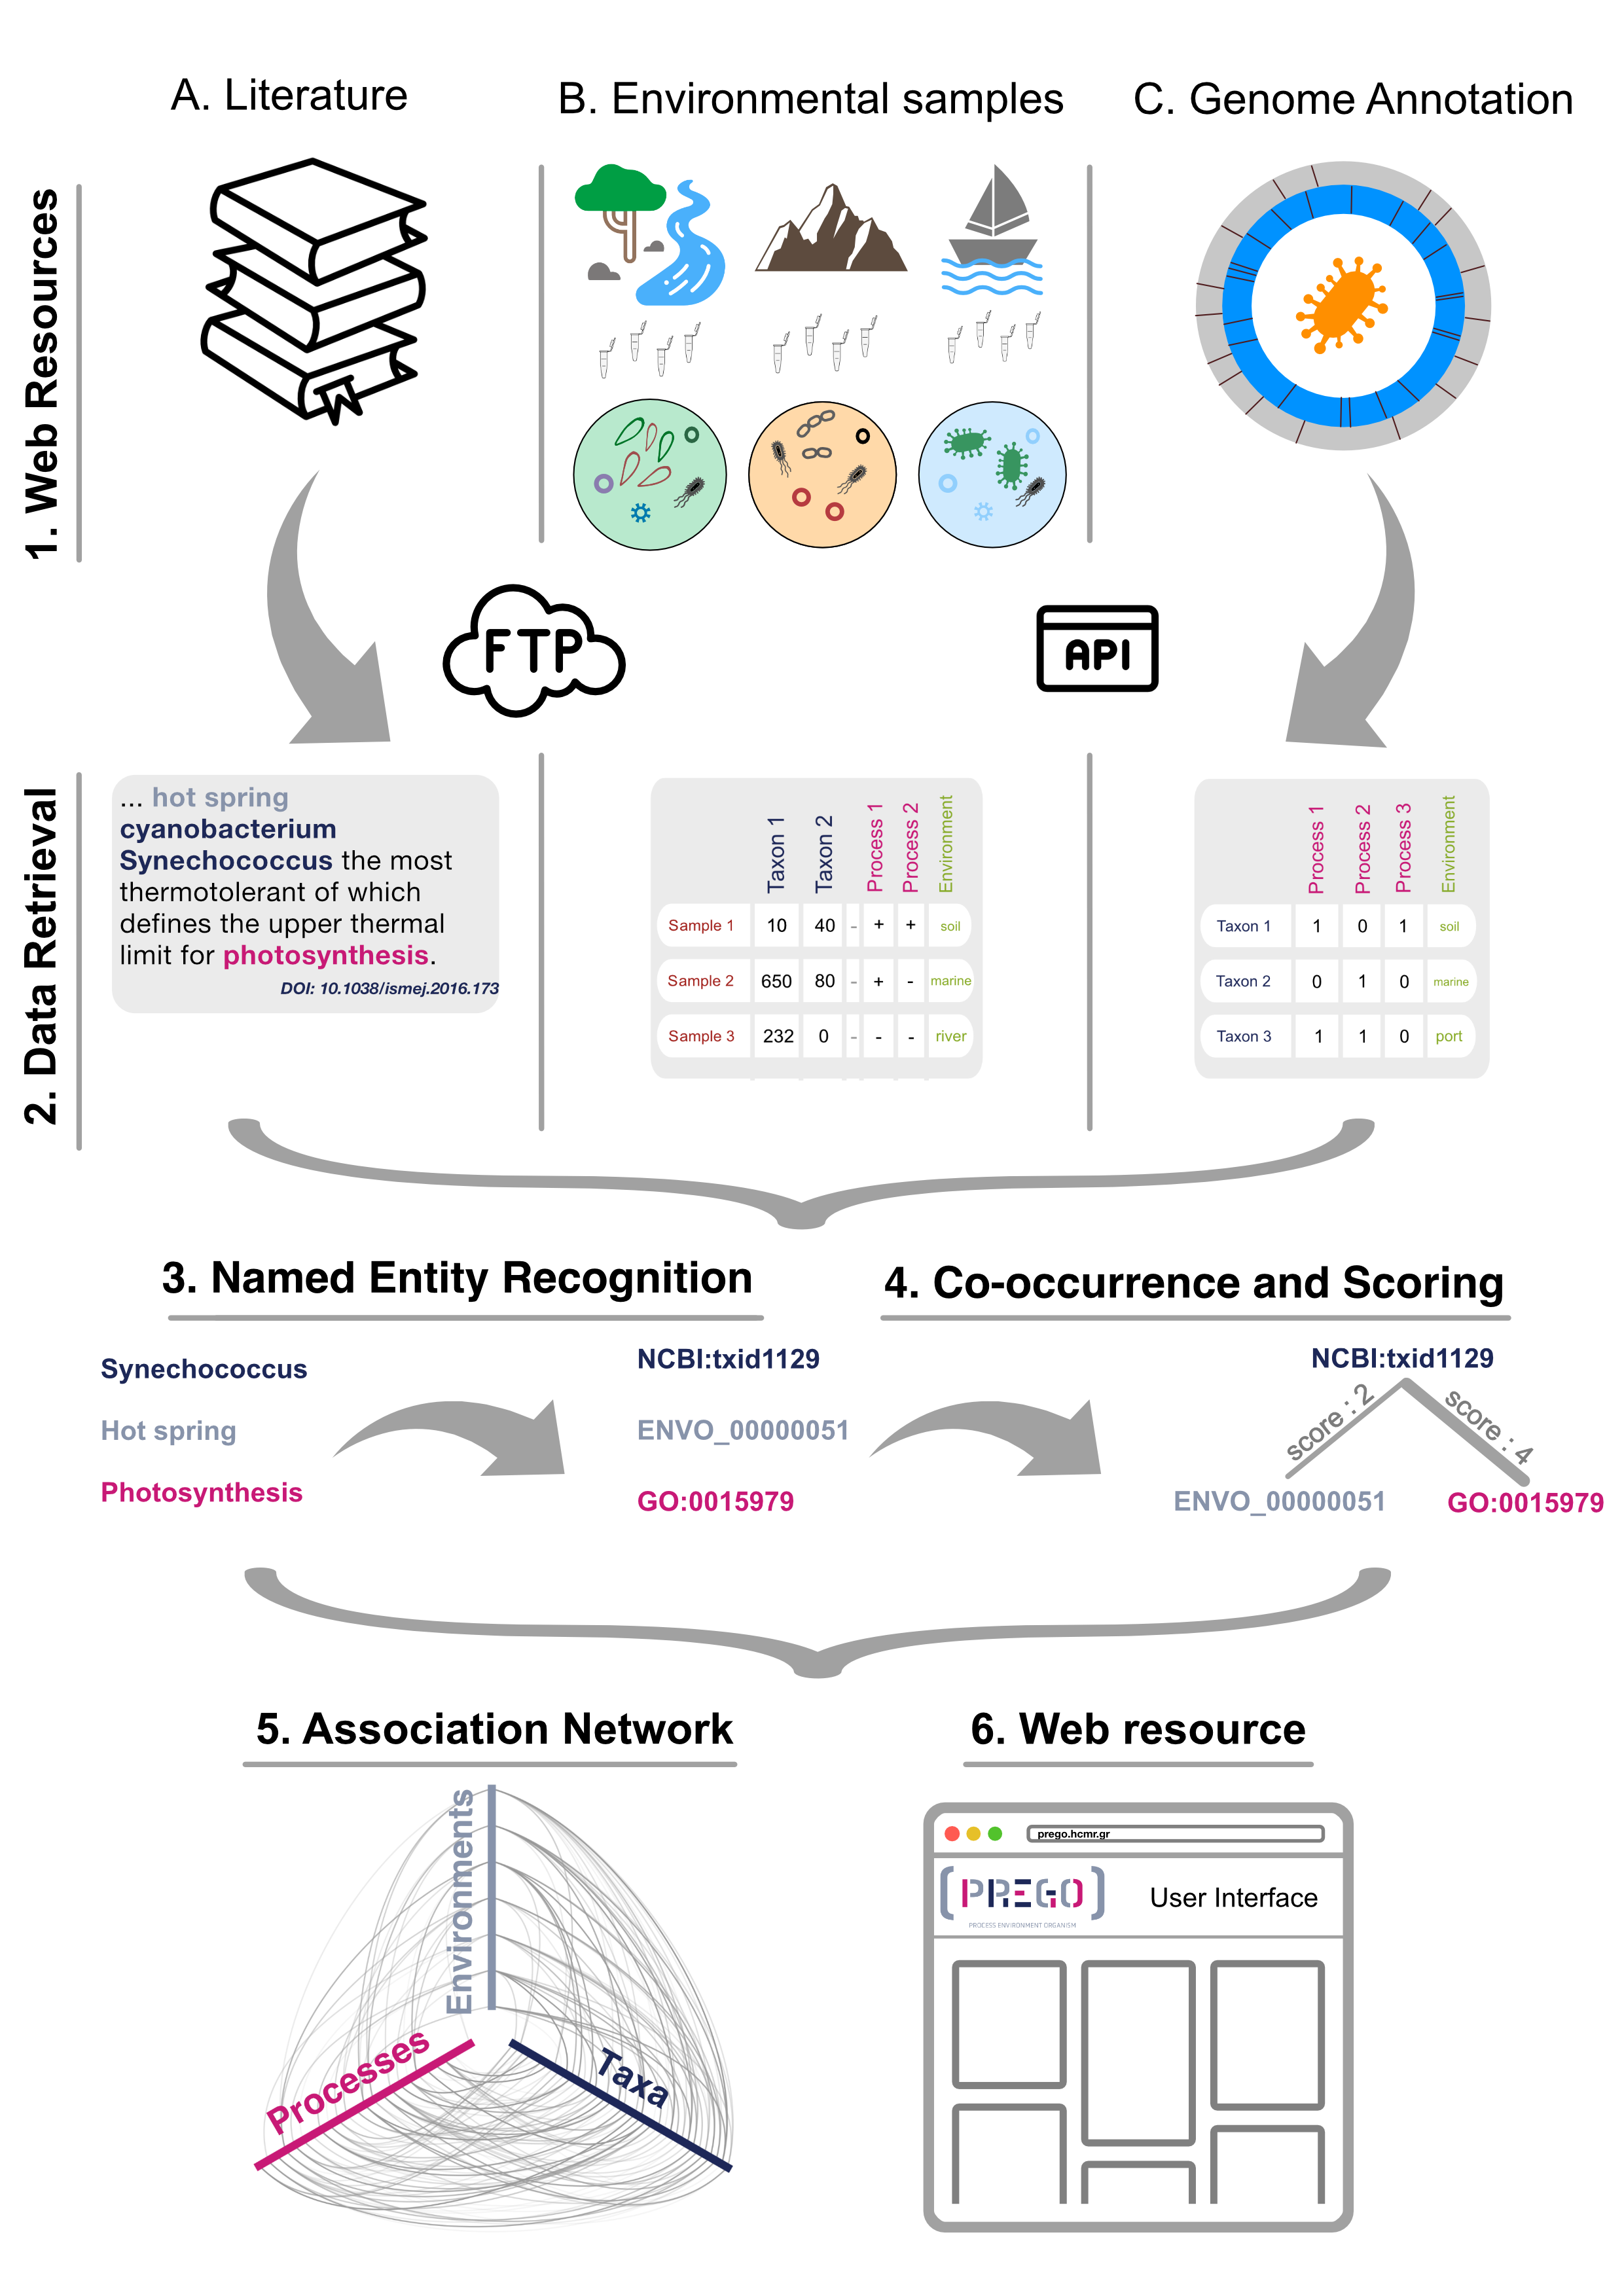 A. Literature
B. Environmental samples
C. Genome Annotation
1. Web Resources
FTP
API
2. Data Retrieval
... hot spring
cyanobacterium
Synechococcus the most
thermotolerant of which
defines the upper thermal
limit for photosynthesis.
DOI: 10.1038/ismej.2016.173
Taxon 1 Taxon 2 Process 1 Process 2 Environment
Sample 1 10 40 - + + soil
Sample 2 650 80 - + - marine
Sample 3 232 0 - - - river
Process 1 Process 2 Process 3 Environment
Taxon 1 1 0 1 soil
Taxon 2 0 1 0 marine
Taxon 3 1 1 0 port
3. Named Entity Recognition
Synechococcus
Hot spring
Photosynthesis
NCBI:txid1129
ENVO_00000051
GO:0015979
4. Co-occurrence and Scoring
NCBI:txid1129
score : 2
score : 4
ENVO_00000051
GO:0015979
5. Association Network
Environments
Processes
Taxa
6. Web resource
prego.hcmr.gr
[PREGO]
PROCESS ENVIRONMENT ORGANISM
User Interface